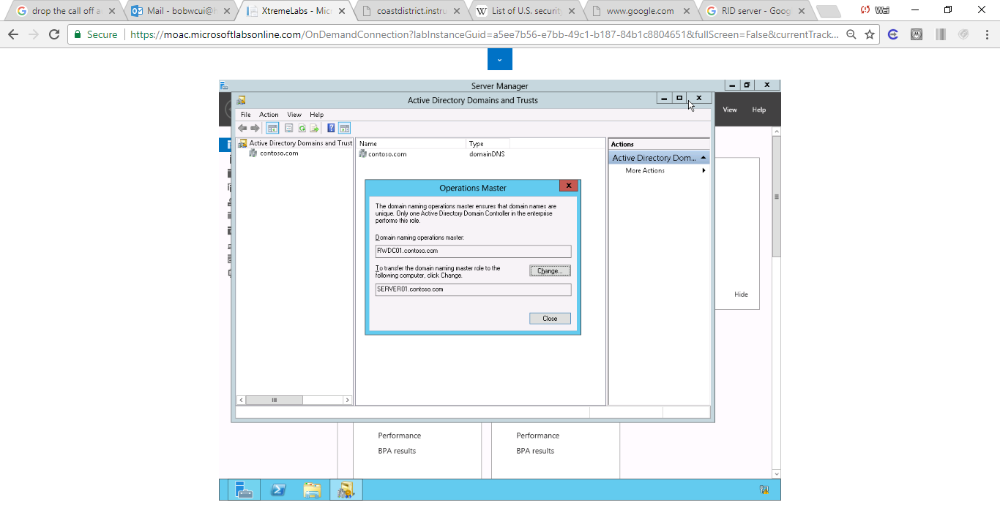 drop the call off a
Mail - bobwcui@h
XtremeLabs - Mic
coastdistrict.instru
List of U.S. security
www.google.com
RID server - Goog
Wei
Secure
https://moac.microsoftlabsonline.com/OnDemandConnection?labInstanceGuid=a5ee7b56-e7bb-49c1-b187-84b1c8804651&fullScreen=False&currentTrack...
Server Manager
Active Directory Domains and Trusts
View Help
File Action View Help
Active Directory Domains and Trust
contoso.com
Name Type
contoso.com domainDNS
Actions
Active Directory Dom...
More Actions
Operations Master
The domain naming operations master ensures that domain names are
unique. Only one Active Directory Domain Controller in the enterprise
performs this role.
Domain naming operations master:
RWDC01.contoso.com
To transfer the domain naming master role to the
following computer, click Change.
Change...
SERVER01.contoso.com
Close
Hide
Performance
BPA results
Performance
BPA results